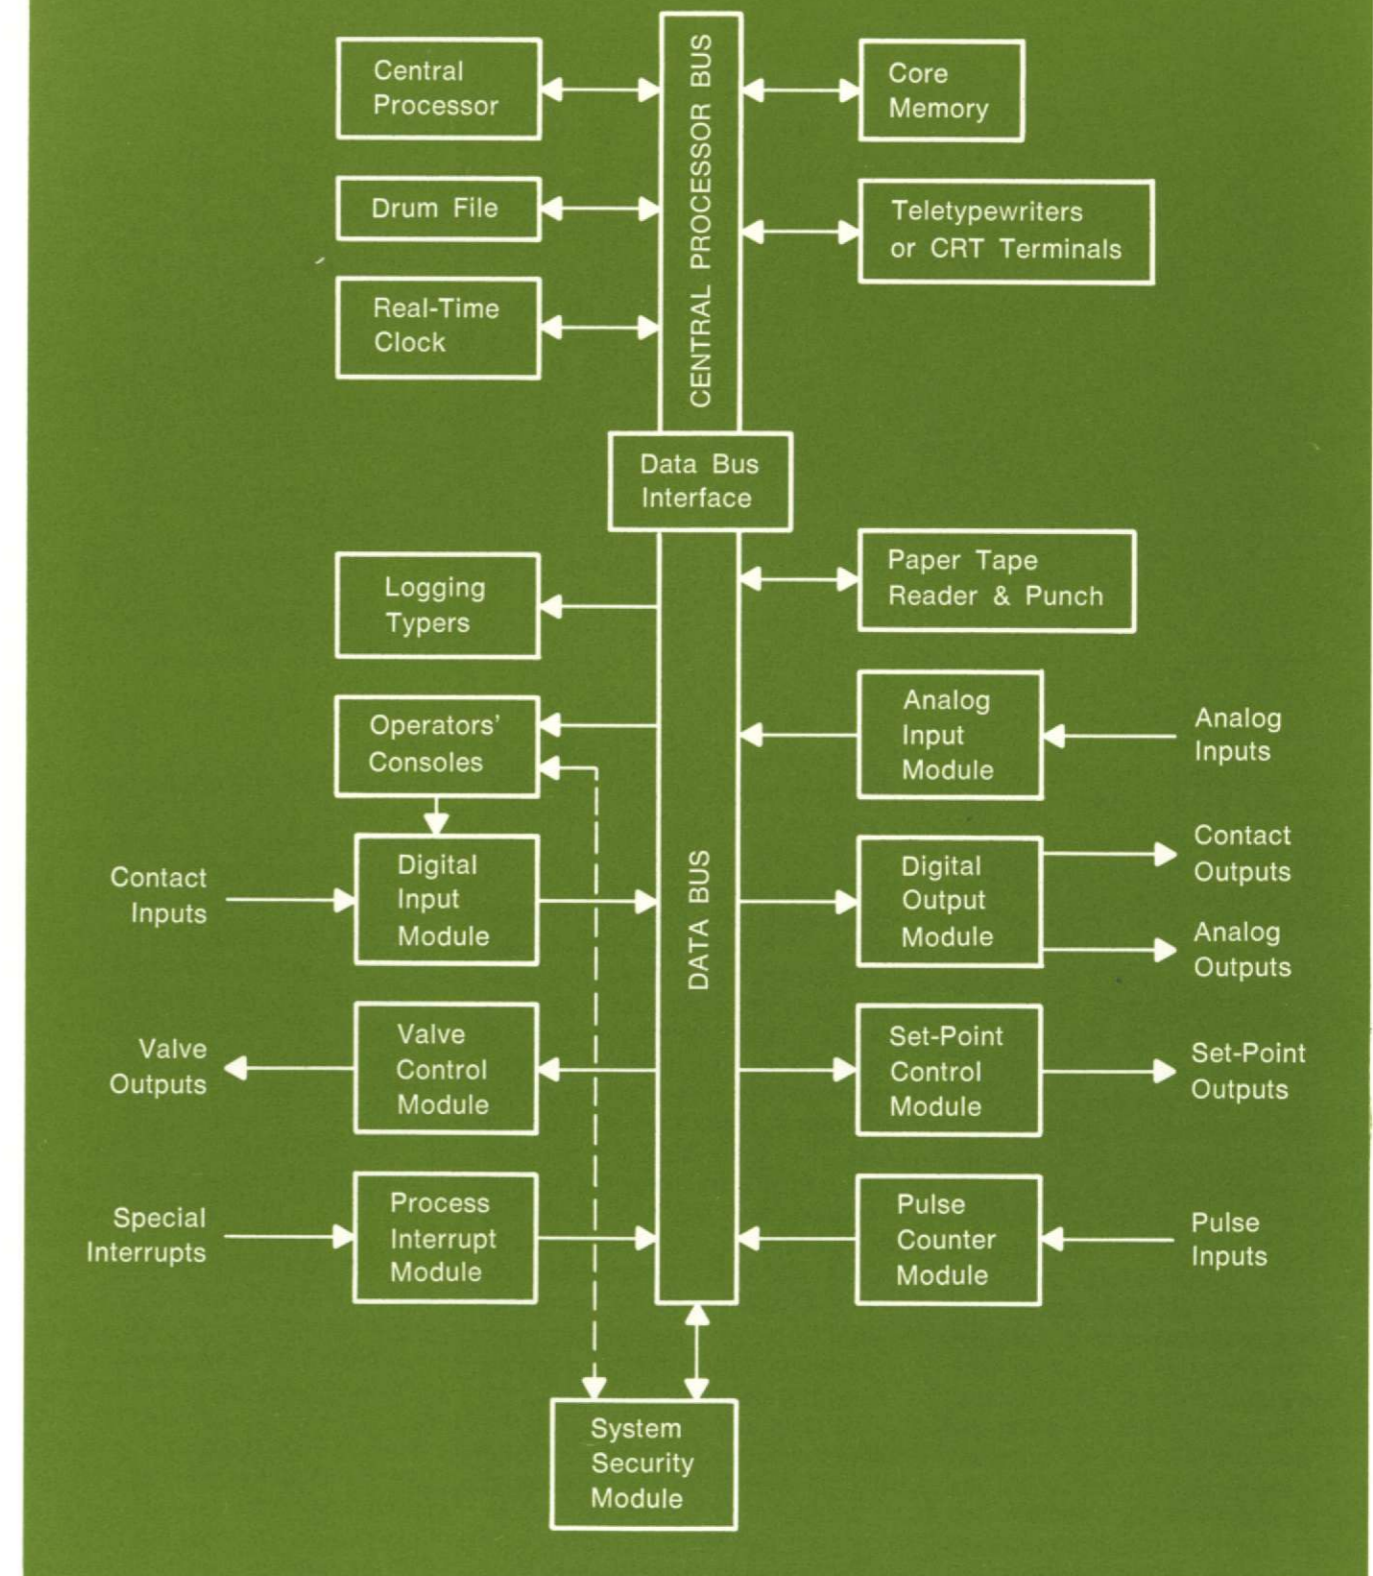 Central
Processor
CENTRAL PROCESSOR BUS
Core
Memory
Drum File
Teletypewriters
or CRT Terminals
Real-Time
Clock
Data Bus
Interface
Logging
Typers
Paper Tape
Reader & Punch
Operators'
Consoles
Analog
Input
Module
Analog
Inputs
Contact
Inputs
Digital
Input
Module
DATA BUS
Digital
Output
Module
Contact
Outputs
Analog
Outputs
Valve
Outputs
Valve
Control
Module
Set-Point
Control
Module
Set-Point
Outputs
Special
Interrupts
Process
Interrupt
Module
Pulse
Counter
Module
Pulse
Inputs
System
Security
Module